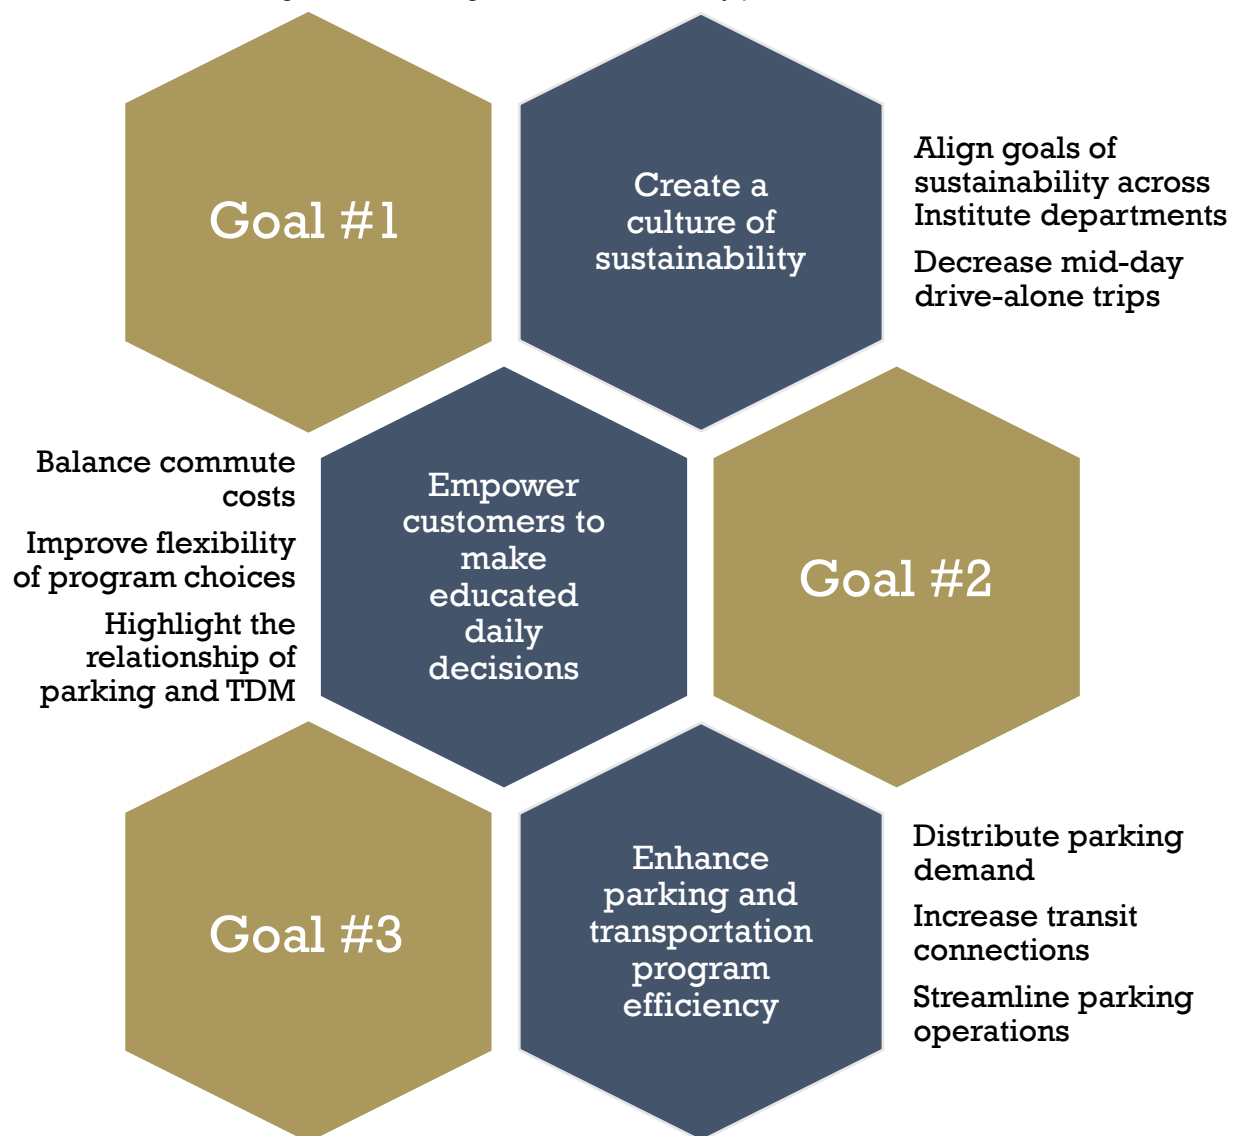 Goal #1
Create a
culture of
sustainability
Align goals of
sustainability across
Institute departments
Decrease mid-day
drive-alone trips
Balance commute
costs
Improve flexibility
of program choices
Highlight the
relationship of
parking and TDM
Empower
customers to
make
educated
daily
decisions
Goal #2
Goal #3
Enhance
parking and
transportation
program
efficiency
Distribute parking
demand
Increase transit
connections
Streamline parking
operations